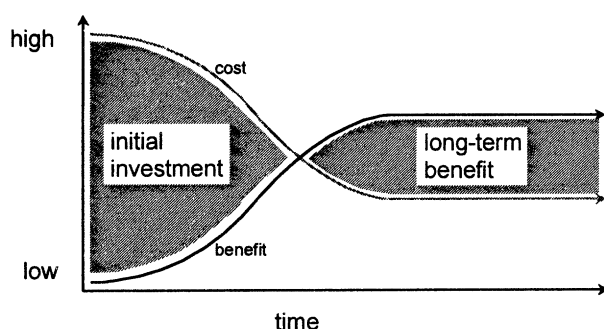 high
cost
initial
investment
long-term
benefit
benefit
low
time